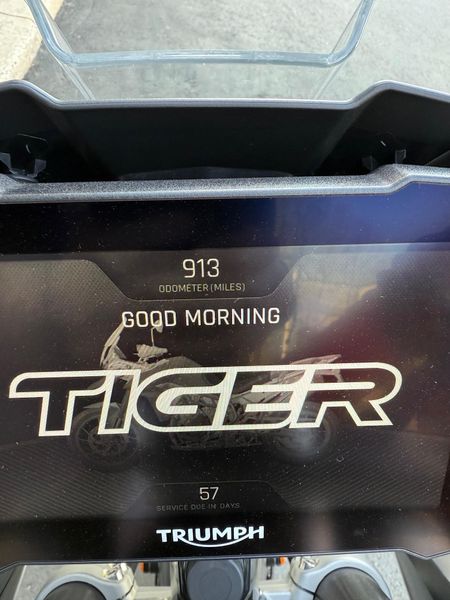 913
ODOMETER (MILES)
GOOD MORNING
TIGER
57
SERVICE DUE IN DAYS
TRIUMPH